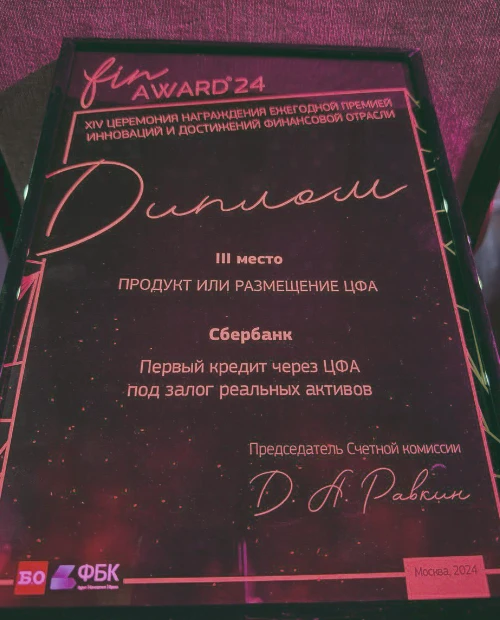 fin
AWARD'24
XIV ЦЕРЕМОНИЯ НАГРАЖДЕНИЯ ЕЖЕГОДНОЙ ПРЕМИЕЙ
ИННОВАЦИЙ И ДОСТИЖЕНИЙ ФИНАНСОВОЙ ОТРАСЛИ
Диплом
III место
ПРОДУКТ ИЛИ РАЗМЕЩЕНИЕ ЦФА
Сбербанк
Первый кредит через ЦФА
под залог реальных активов
Председатель Счетной комиссии
Д. А. Равкин
БО ФБК
Москва, 2024